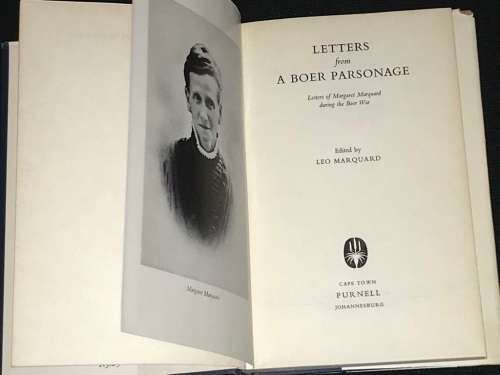 Margaret Marquard
LETTERS
from
A BOER PARSONAGE
Letters of Margaret Marquard
during the Boer War
Edited by
LEO MARQUARD
CAPE TOWN
PURNELL
JOHANNESBURG